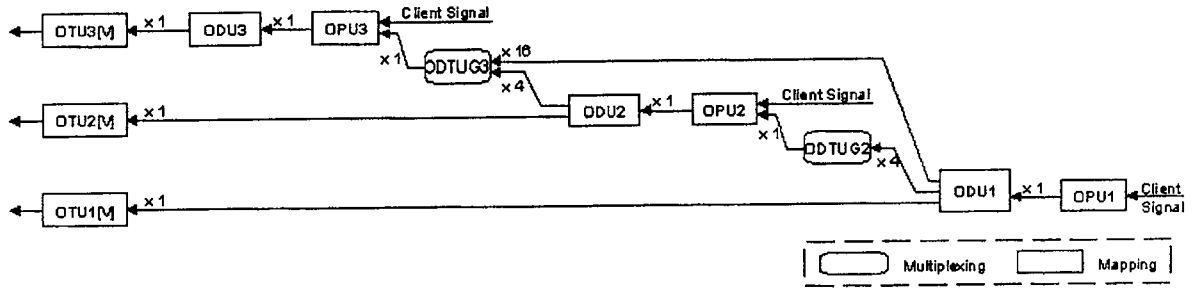 OTU3[V]
× 1
ODU3
× 1
OPU3
Client Signal
× 1
ODTUG3
× 16
× 4
OTU2[V]
× 1
ODU2
× 1
OPU2
Client Signal
× 1
ODTUG2
× 4
OTU1[V]
× 1
ODU1
× 1
OPU1
Client
Signal
Multiplexing
Mapping